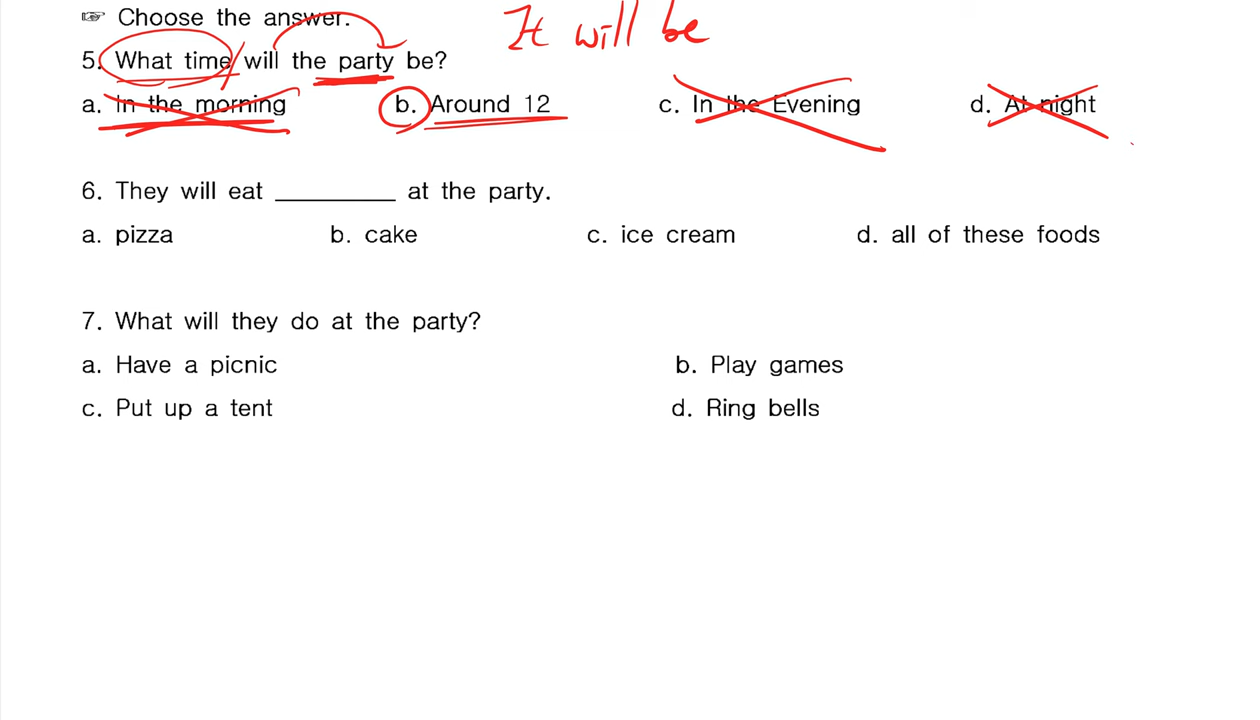 ☞ Choose the answer.
It will be
5. What time will the party be?
a. In the morning b. Around 12 c. In the Evening d. At night
6. They will eat __________ at the party.
a. pizza b. cake c. ice cream d. all of these foods
7. What will they do at the party?
a. Have a picnic b. Play games
c. Put up a tent d. Ring bells